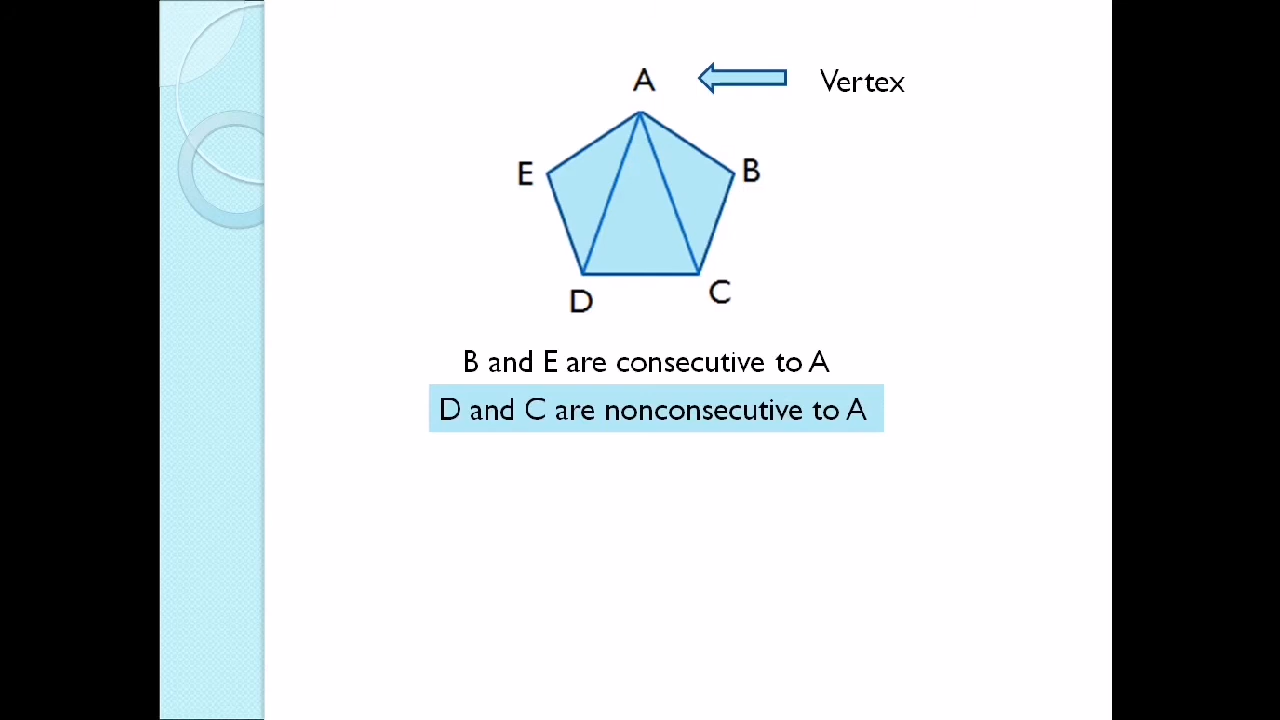 A
Vertex
E
B
D
C
B and E are consecutive to A
D and C are nonconsecutive to A